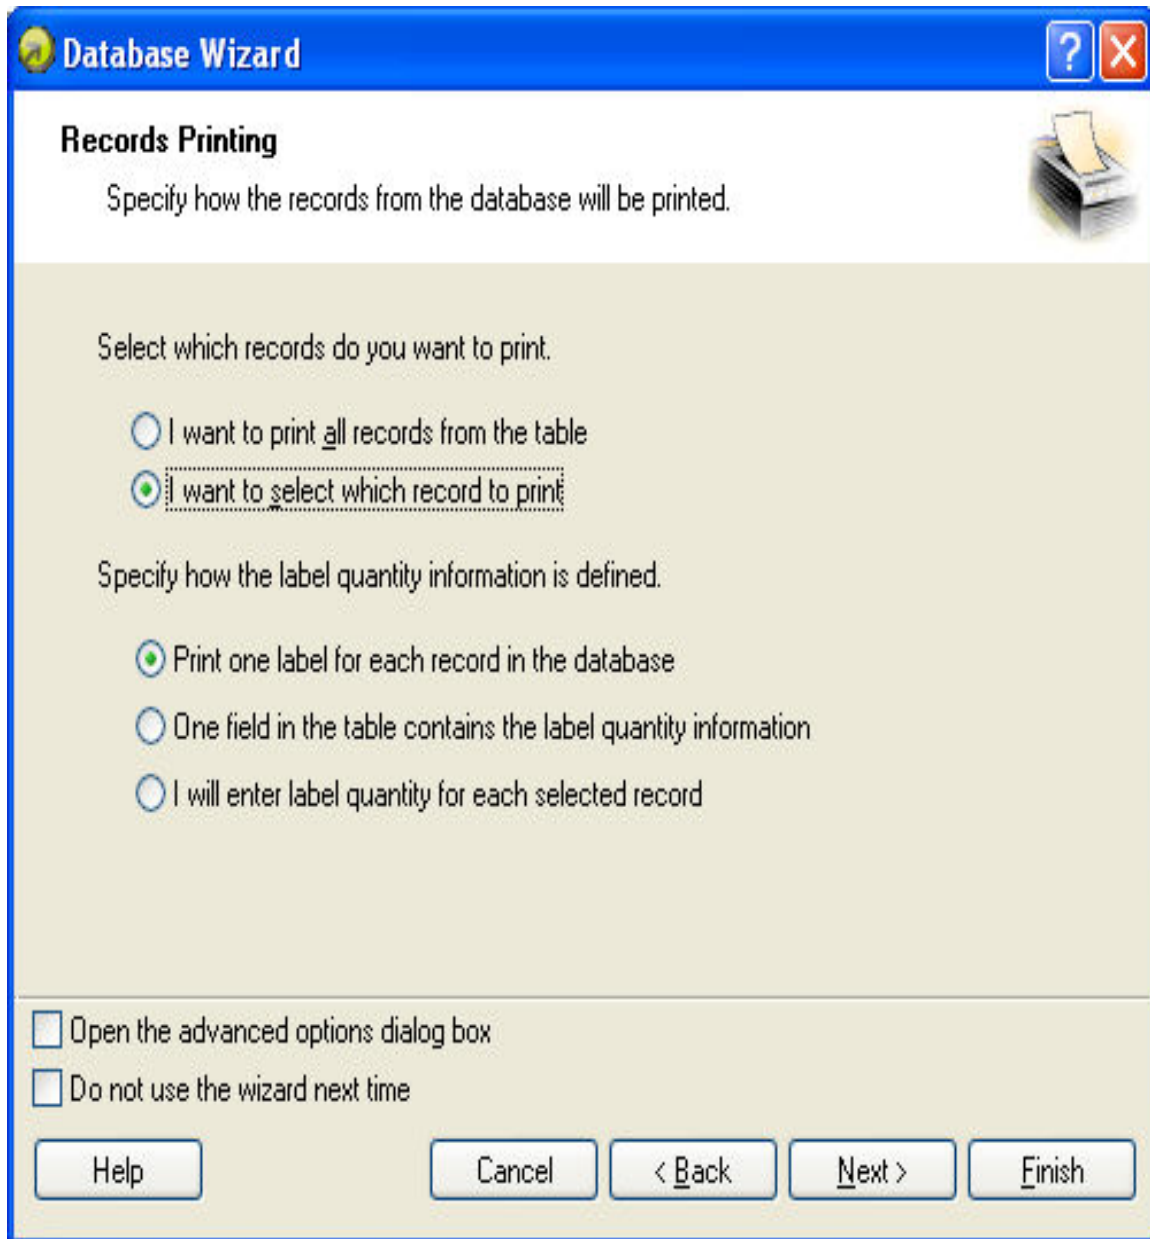 Database Wizard
?
Records Printing
Specify how the records from the database will be printed.
Select which records do you want to print.
I want to print all records from the table
I want to select which record to print
Specify how the label quantity information is defined.
Print one label for each record in the database
One field in the table contains the label quantity information
I will enter label quantity for each selected record
Open the advanced options dialog box
Do not use the wizard next time
Help Cancel < Back Next > Finish